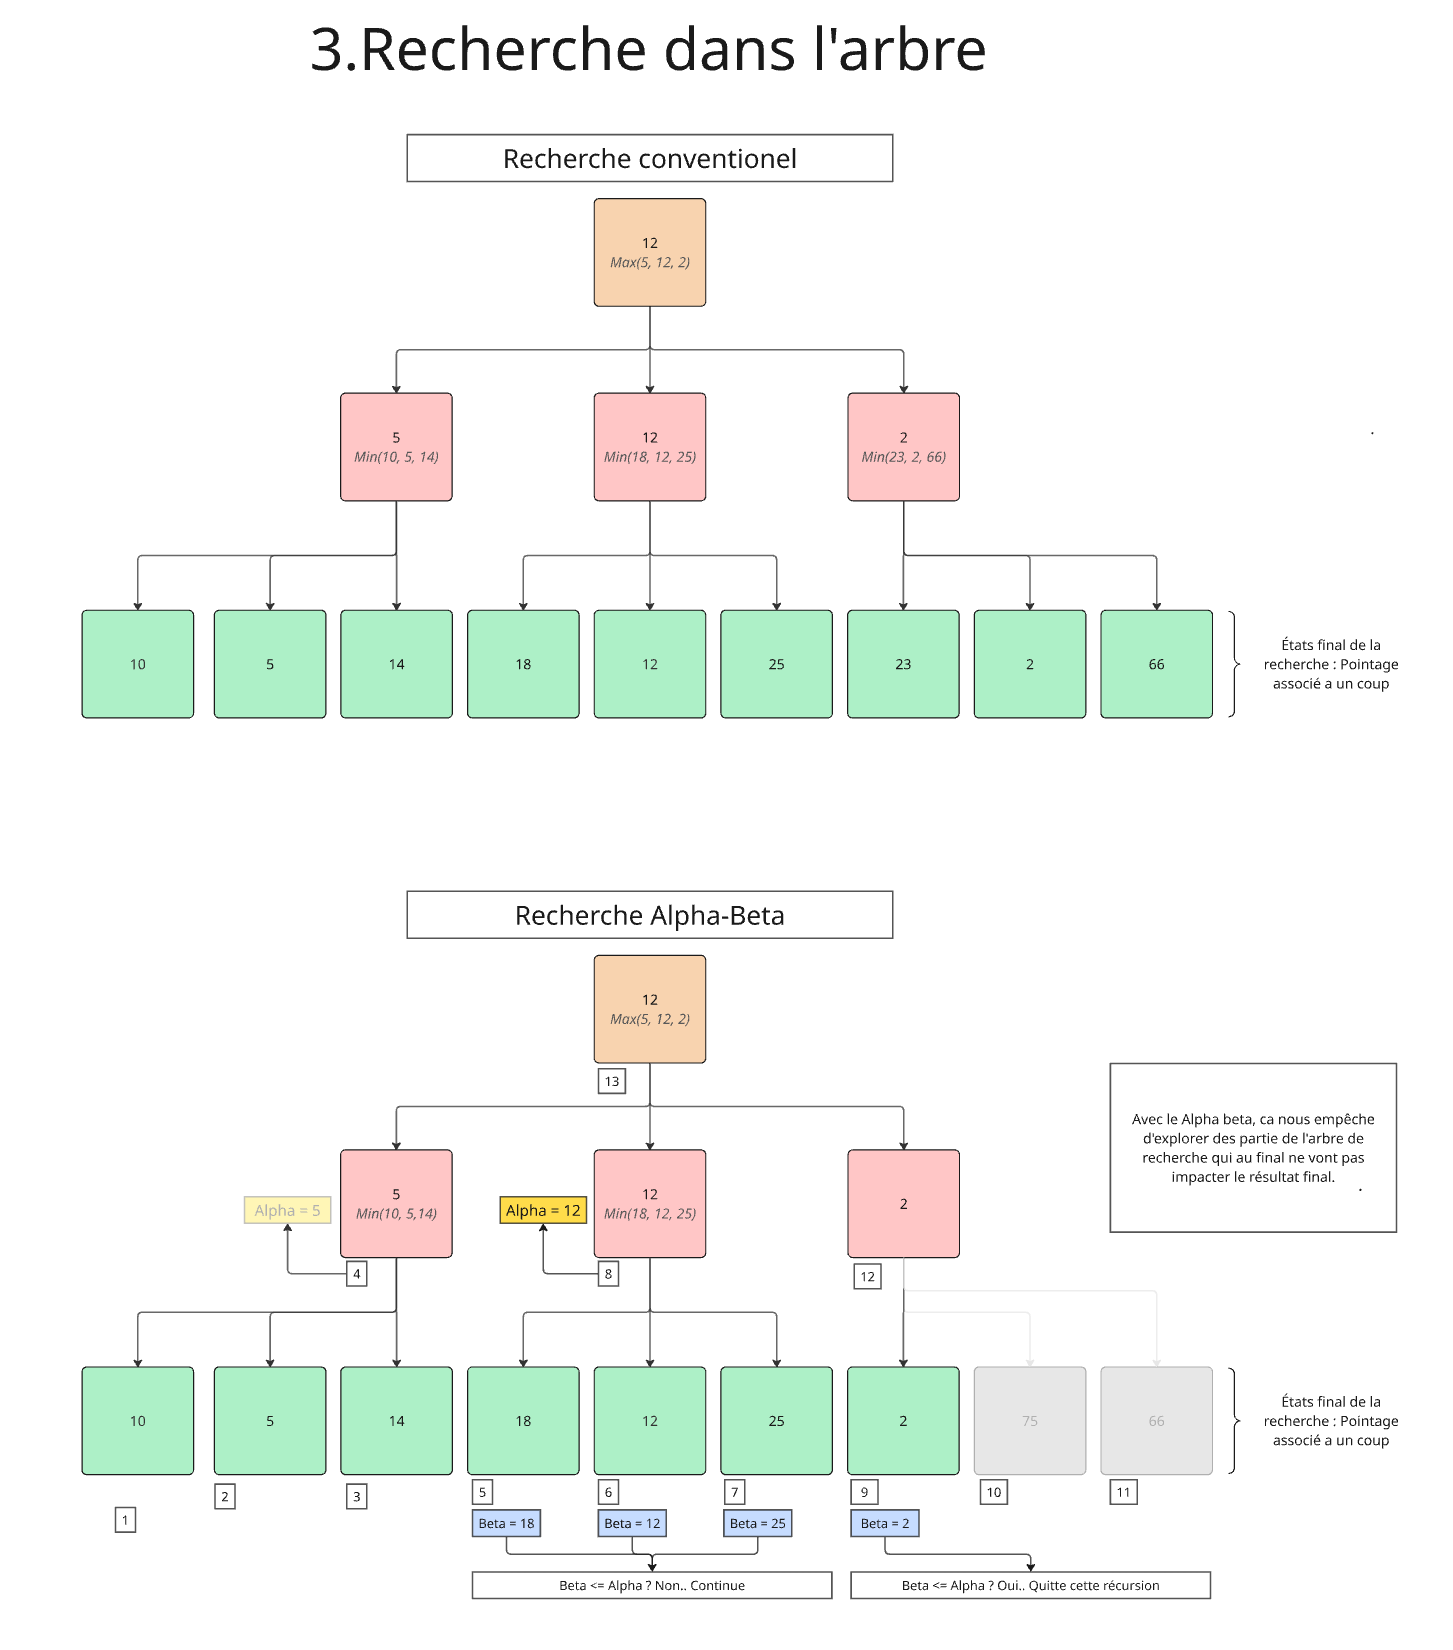 3.Recherche dans l'arbre
Recherche conventionel
12
Max(5, 12, 2)
5
Min(10, 5, 14)
12
Min(18, 12, 25)
2
Min(23, 2, 66)
10
5
14
18
12
25
23
2
66
États final de la
recherche : Pointage
associé a un coup
Recherche Alpha-Beta
12
Max(5, 12, 2)
13
Avec le Alpha beta, ca nous empêche
d'explorer des partie de l'arbre de
recherche qui au final ne vont pas
impacter le résultat final.
Alpha = 5
5
Min(10, 5,14)
4
Alpha = 12
12
Min(18, 12, 25)
8
2
12
10
5
14
18
12
25
2
75
66
États final de la
recherche : Pointage
associé a un coup
1
2
3
5
6
7
9
10
11
Beta = 18
Beta = 12
Beta = 25
Beta = 2
Beta <= Alpha ? Non.. Continue
Beta <= Alpha ? Oui.. Quitte cette récursion